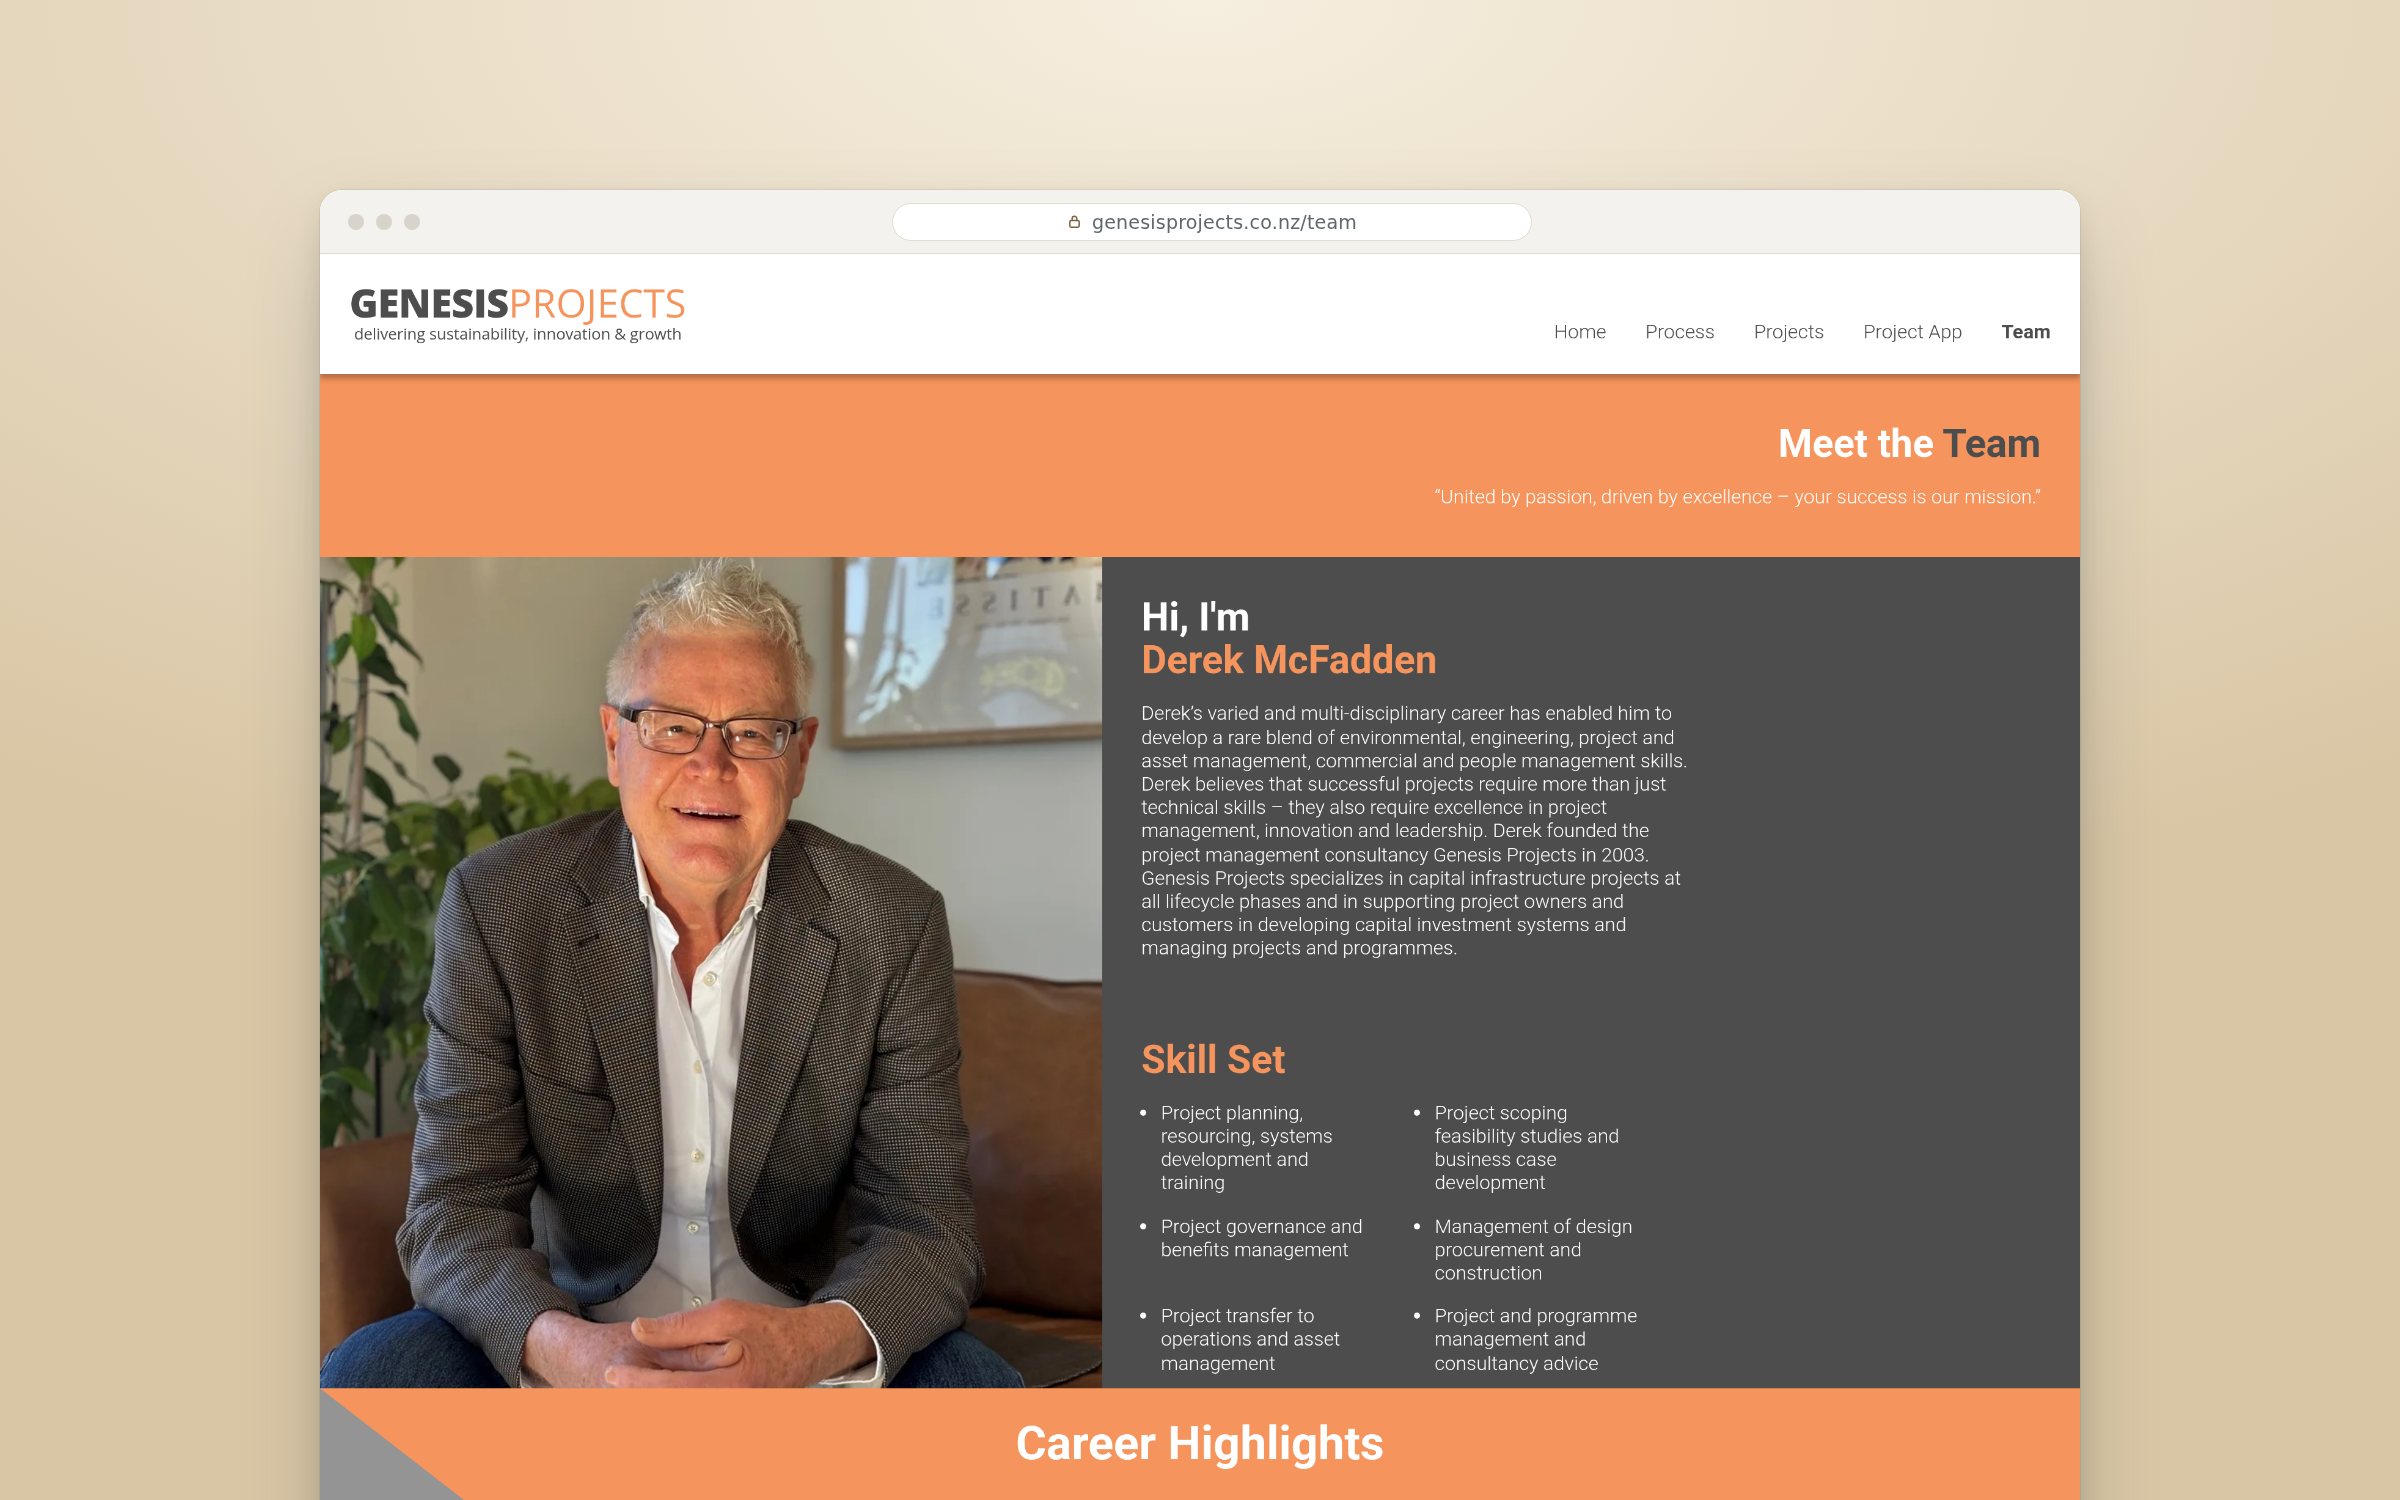 genesisprojects.co.nz/team
GENESISPROJECTS
delivering sustainability, innovation & growth
Home Process Projects Project App Team
Meet the Team
“United by passion, driven by excellence – your success is our mission.”
MATISSE
Hi, I'm
Derek McFadden
Derek’s varied and multi-disciplinary career has enabled him to
develop a rare blend of environmental, engineering, project and
asset management, commercial and people management skills.
Derek believes that successful projects require more than just
technical skills – they also require excellence in project
management, innovation and leadership. Derek founded the
project management consultancy Genesis Projects in 2003.
Genesis Projects specializes in capital infrastructure projects at
all lifecycle phases and in supporting project owners and
customers in developing capital investment systems and
managing projects and programmes.
Skill Set
Project planning,
resourcing, systems
development and
training
Project scoping
feasibility studies and
business case
development
Project governance and
benefits management
Management of design
procurement and
construction
Project transfer to
operations and asset
management
Project and programme
management and
consultancy advice
Career Highlights